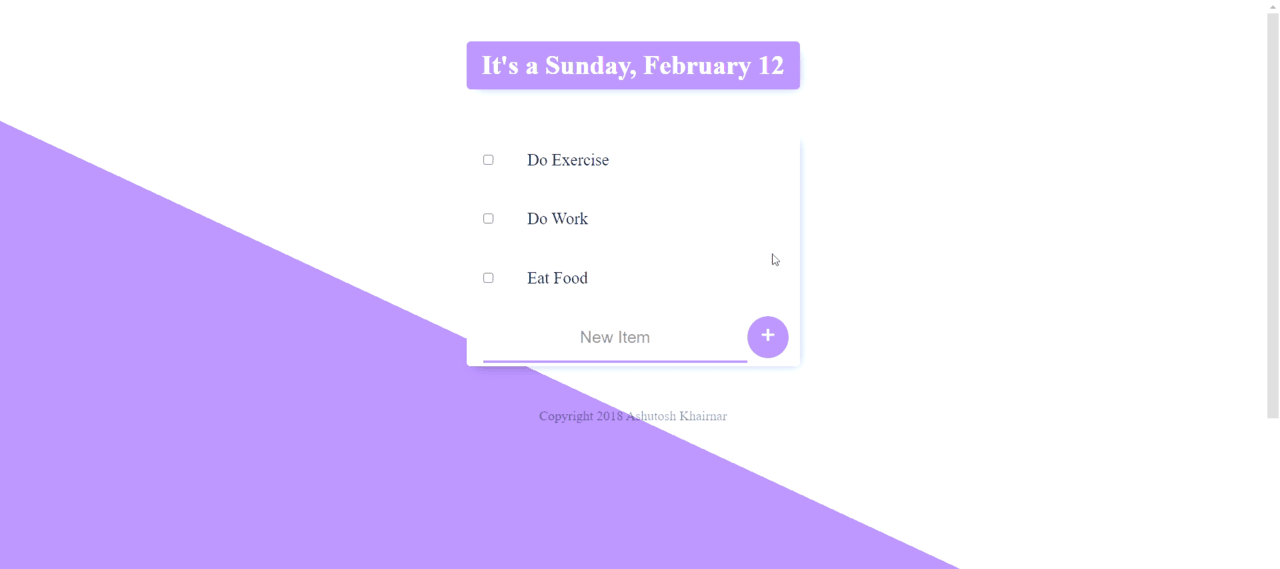 It's a Sunday, February 12
Do Exercise
Do Work
Eat Food
New Item
+
Copyright 2018 Ashutosh Khairnar